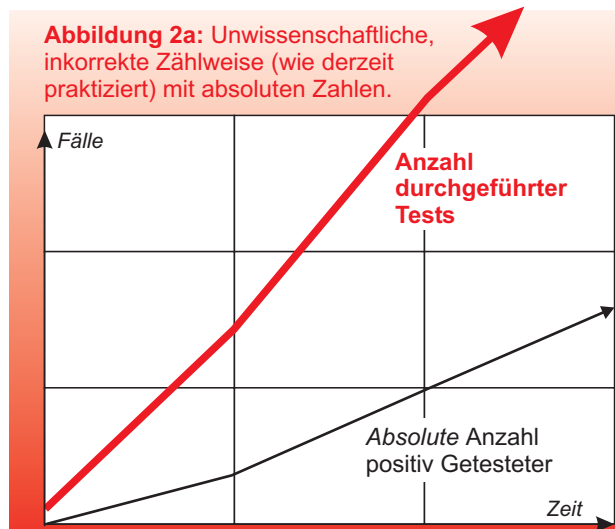 Abbildung 2a: Unwissenschaftliche,
inkorrekte Zählweise (wie derzeit
praktiziert) mit absoluten Zahlen.
Fälle
Anzahl
durchgeführter
Tests
Absolute Anzahl
positiv Getesteter
Zeit